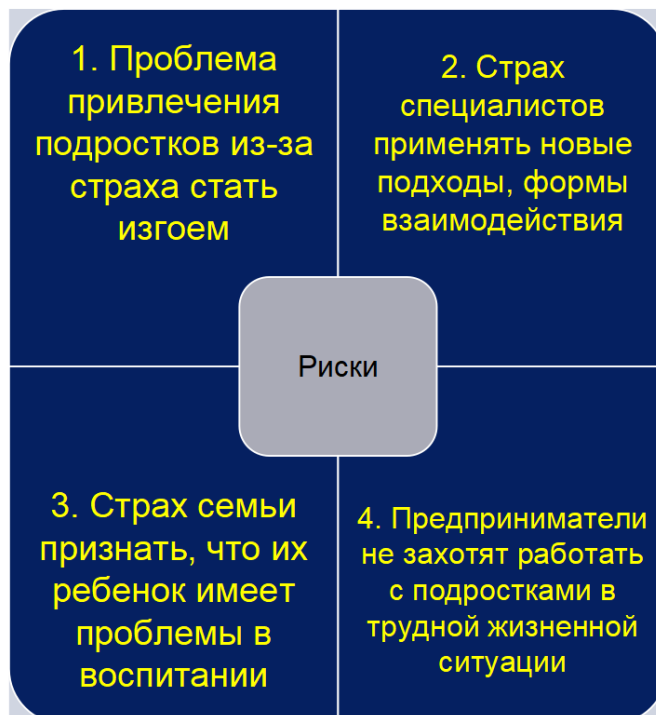 1. Проблема
привлечения
подростков из-за
страха стать
изгоем
2. Страх
специалистов
применять новые
подходы, формы
взаимодействия
Риски
3. Страх семьи
признать, что их
ребенок имеет
проблемы в
воспитании
4. Предприниматели
не захотят работать
с подростками в
трудной жизненной
ситуации